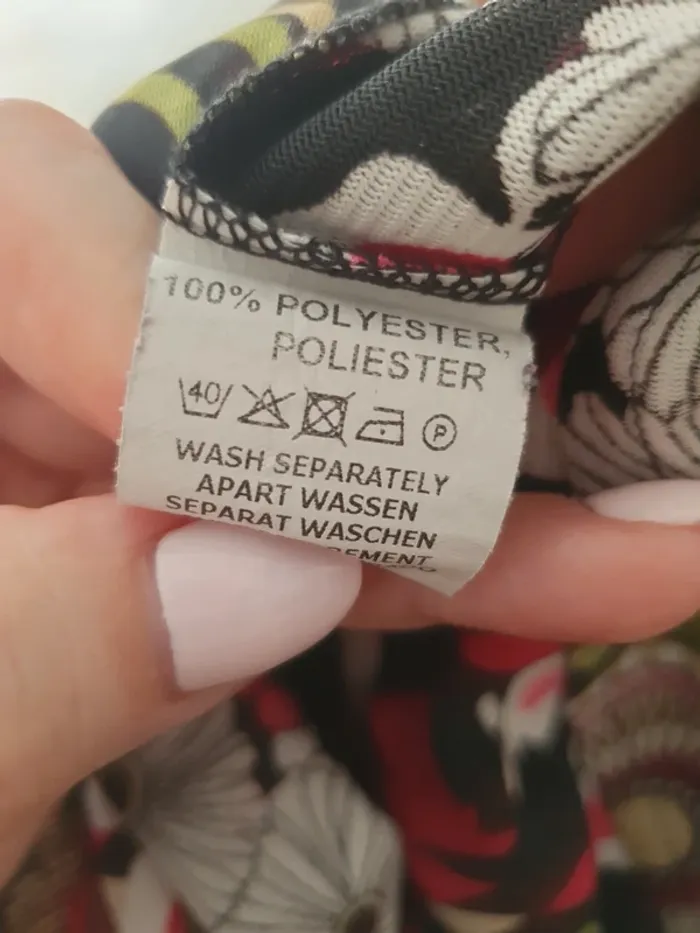 100% POLYESTER,
POLIESTER
40
P
WASH SEPARATELY
APART WASSEN
SEPARAT WASCHEN